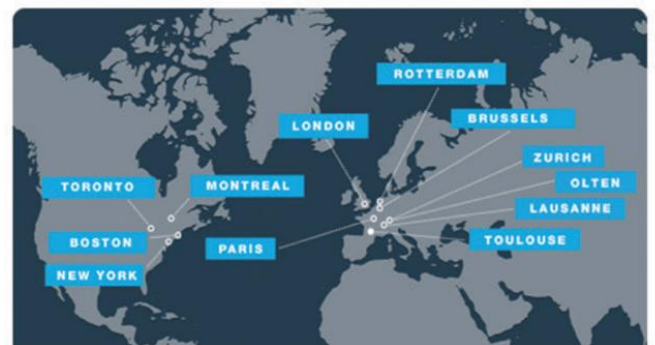 ROTTERDAM
BRUSSELS
LONDON
ZURICH
OLTEN
TORONTO
MONTREAL
LAUSANNE
BOSTON
PARIS
TOULOUSE
NEW YORK